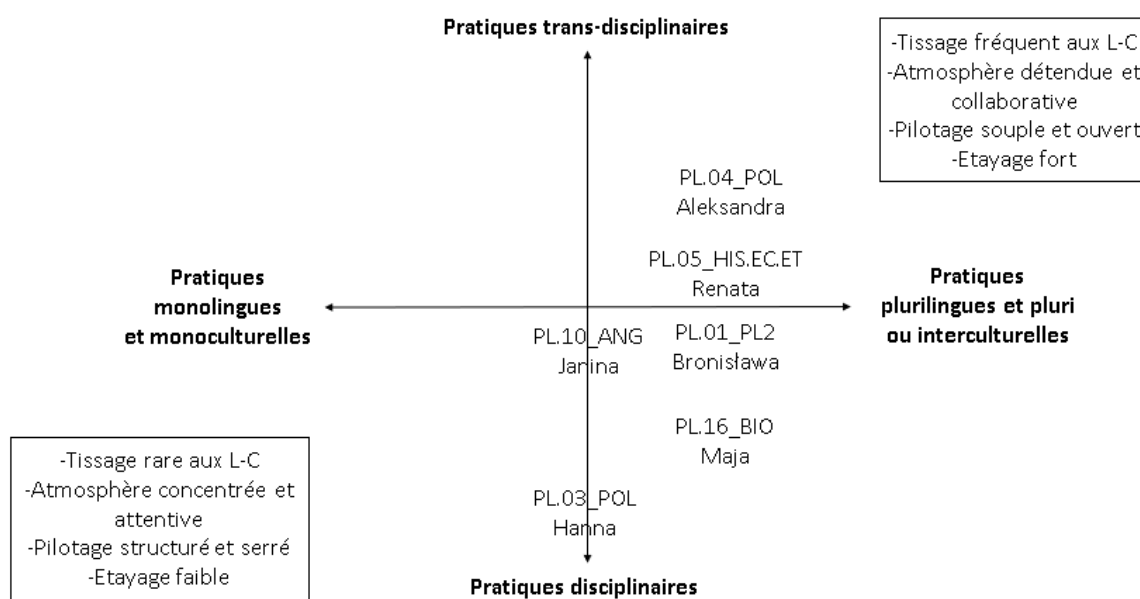 Pratiques trans-disciplinaires
-Tissage fréquent aux L-C
-Atmosphère détendue et
collaborative
-Pilotage souple et ouvert
-Etayage fort
PL.04_POL
Aleksandra
PL.05_HIS.EC.ET
Renata
Pratiques
monolingues
et monoculturelles
Pratiques
plurilingues et pluri
ou interculturelles
PL.10_ANG
Janina
PL.01_PL2
Bronisława
PL.16_BIO
Maja
-Tissage rare aux L-C
-Atmosphère concentrée et
attentive
-Pilotage structuré et serré
-Etayage faible
PL.03_POL
Hanna
Pratiques disciplinaires